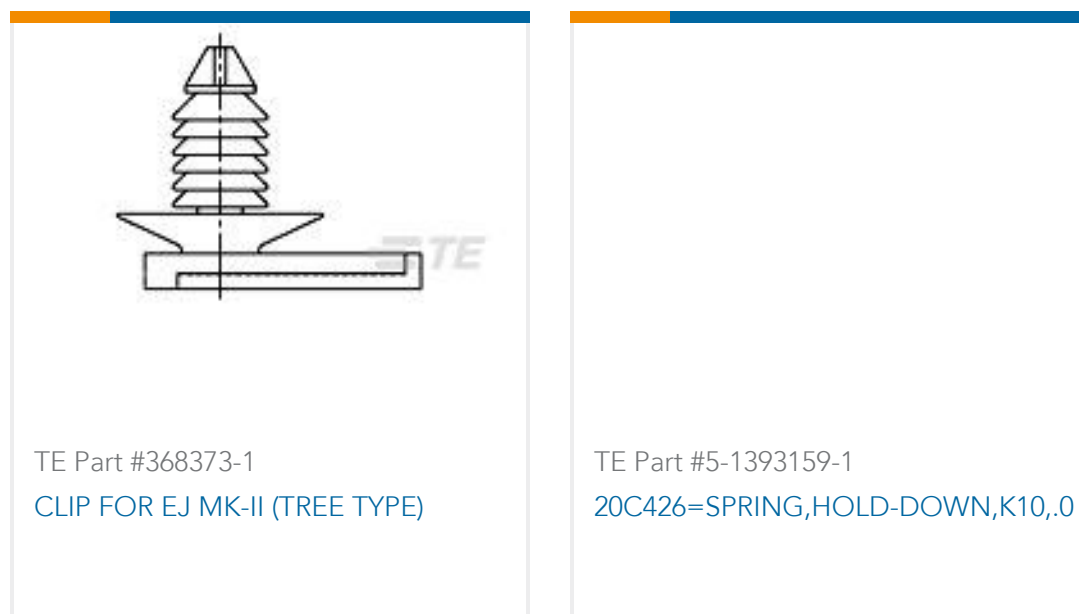 TE
TE Part #368373-1
CLIP FOR EJ MK-II (TREE TYPE)
TE Part #5-1393159-1
20C426=SPRING,HOLD-DOWN,K10,.0